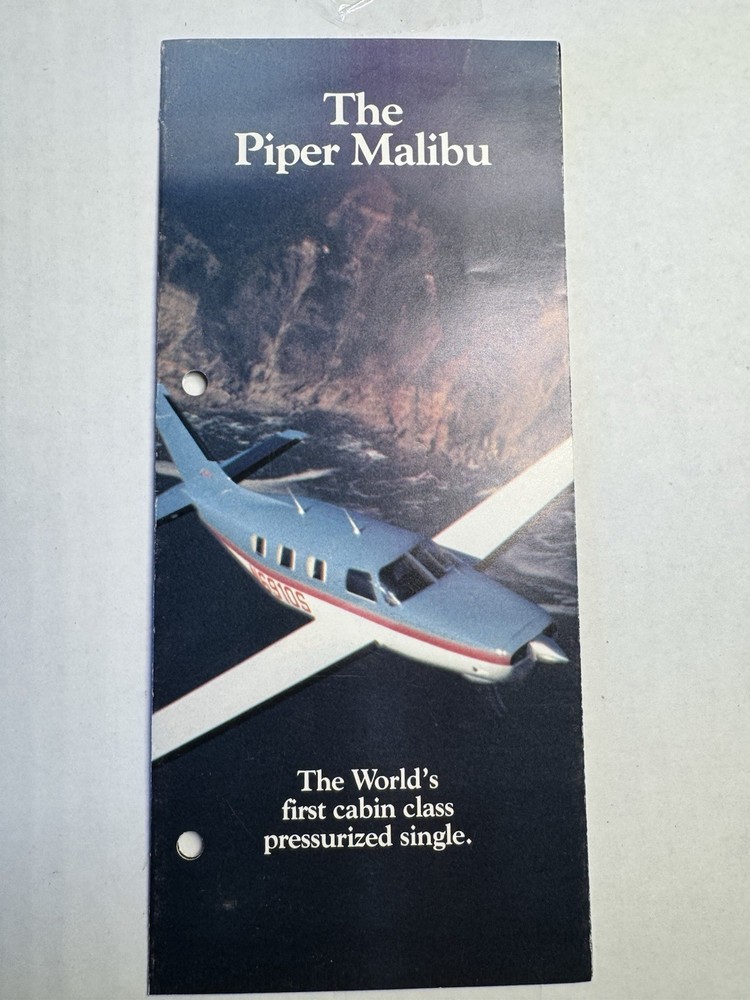 The
Piper Malibu
The World's
first cabin class
pressurized single.